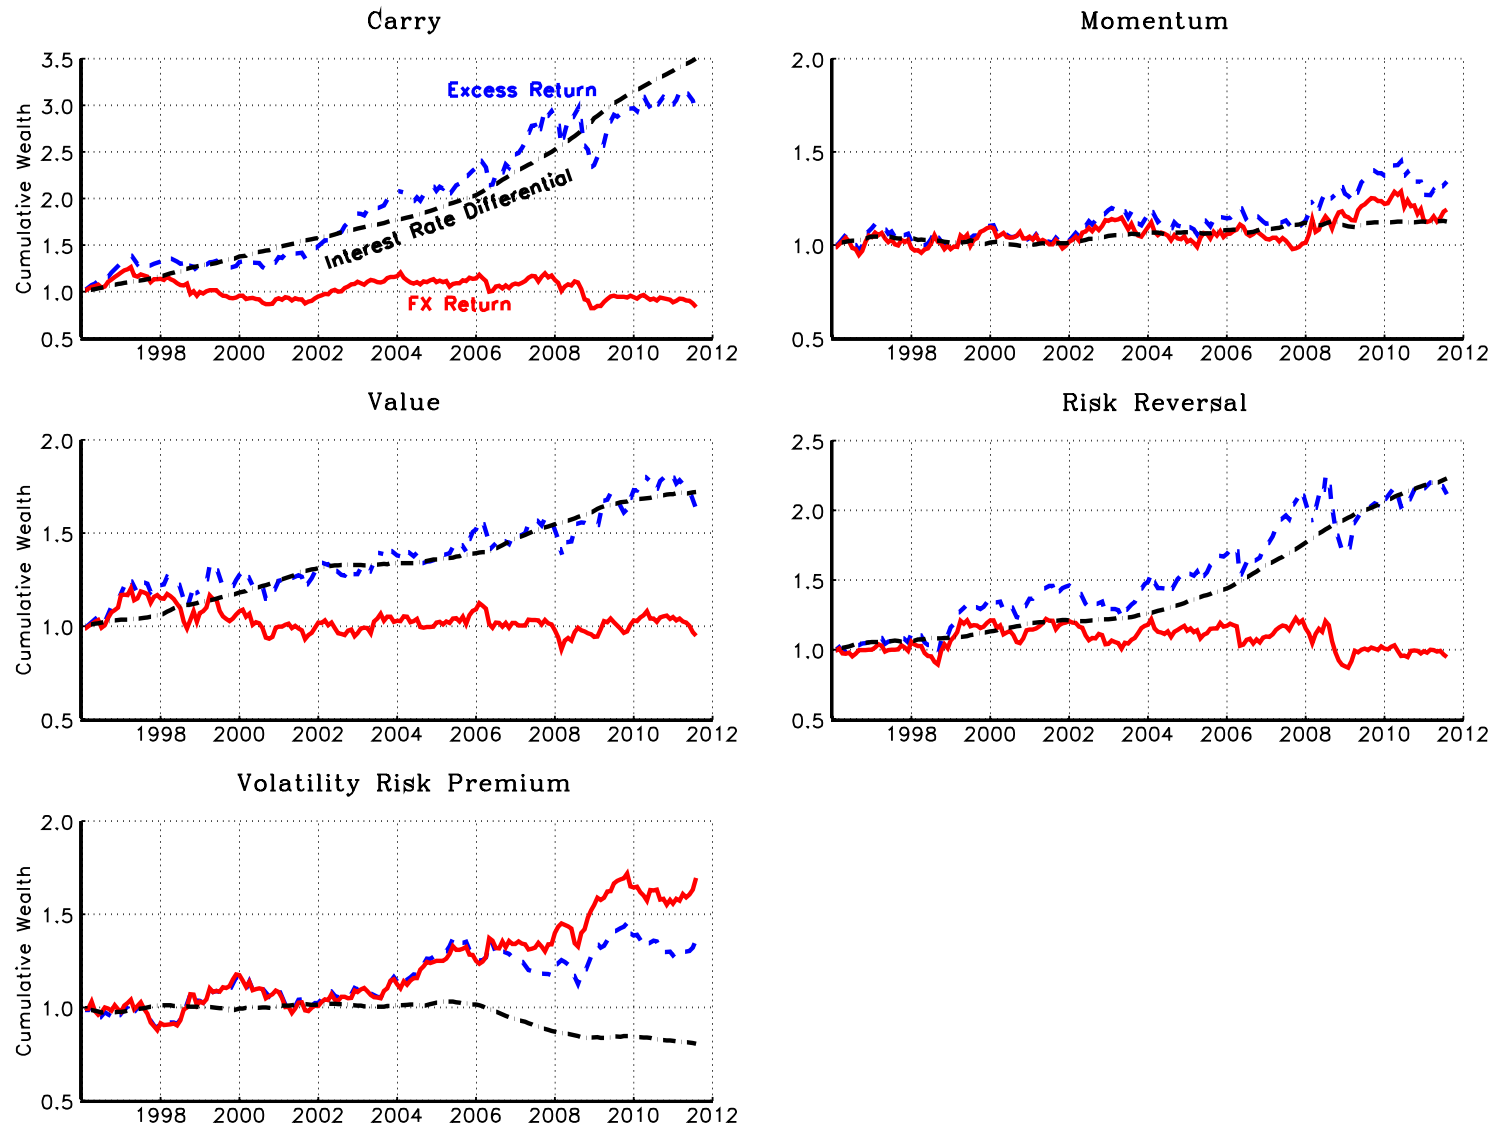 Carry
Cumulative Wealth
3.5
3.0
2.5
2.0
1.5
1.0
0.5
Excess Return
Interest Rate Differential
FX Return
1998 2000 2002 2004 2006 2008 2010 2012
Momentum
2.0
1.5
1.0
0.5
1998 2000 2002 2004 2006 2008 2010 2012
Value
Cumulative Wealth
2.0
1.5
1.0
0.5
1998 2000 2002 2004 2006 2008 2010 2012
Risk Reversal
2.5
2.0
1.5
1.0
0.5
1998 2000 2002 2004 2006 2008 2010 2012
Volatility Risk Premium
Cumulative Wealth
2.0
1.5
1.0
0.5
1998 2000 2002 2004 2006 2008 2010 2012